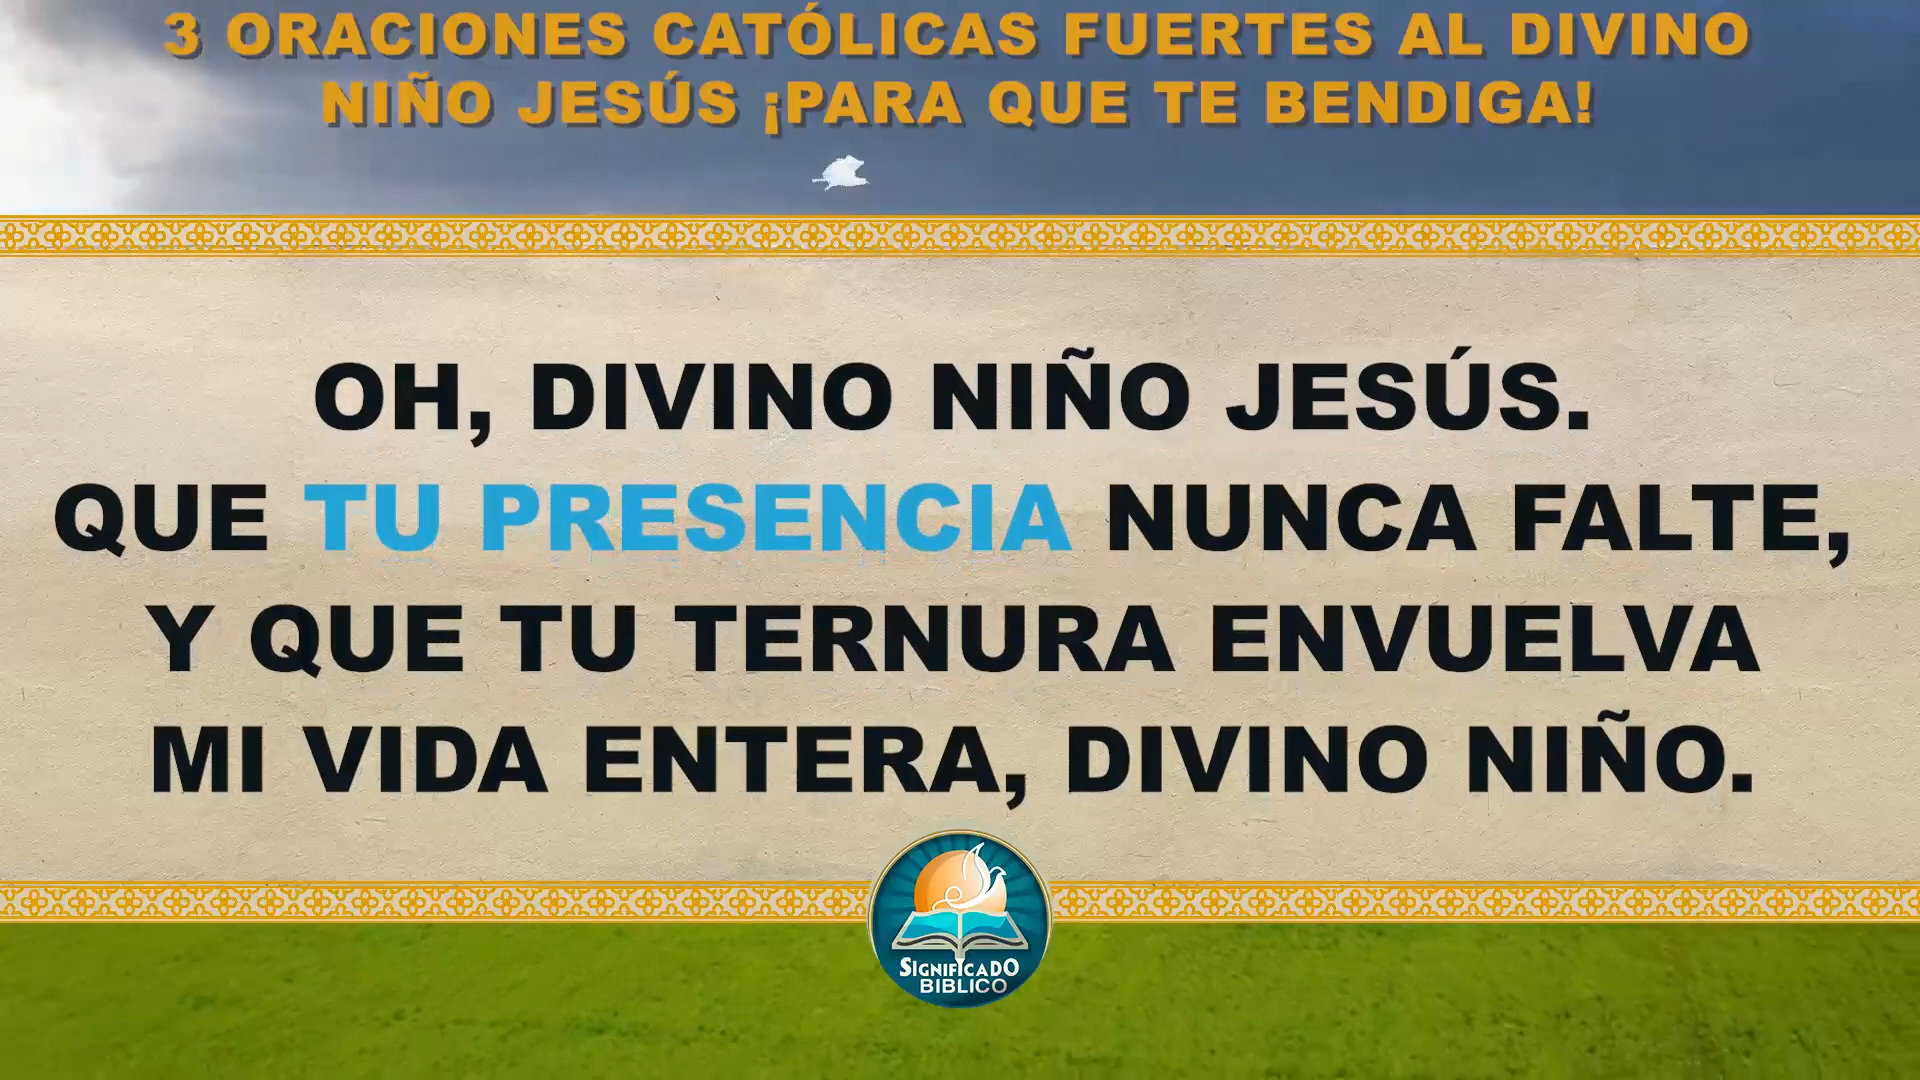 3 ORACIONES CATÓLICAS FUERTES AL DIVINO
NIÑO JESÚS ¡PARA QUE TE BENDIGA!
OH, DIVINO NIÑO JESÚS.
QUE TU PRESENCIA NUNCA FALTE,
Y QUE TU TERNURA ENVUELVA
MI VIDA ENTERA, DIVINO NIÑO.
SIGNIFICADO
BIBLICO